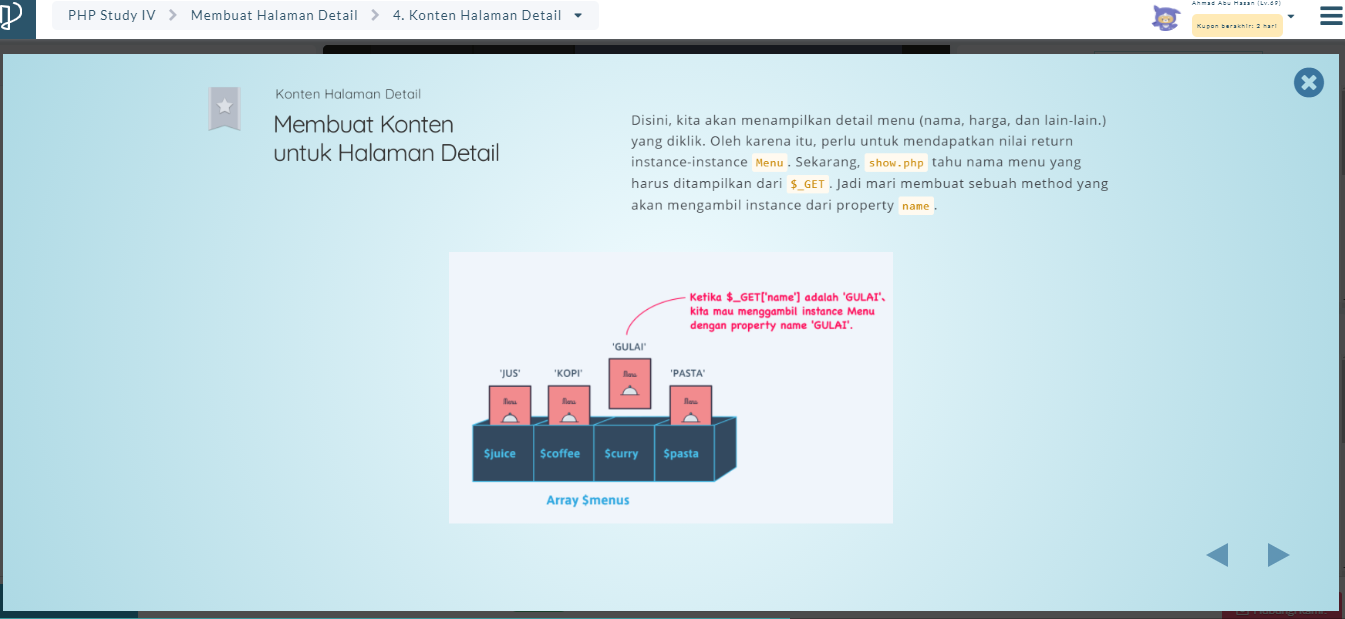 PHP Study IV
Membuat Halaman Detail
4. Konten Halaman Detail
Ahmad Abu Hasan (Lv.69)
Kupon berakhir: 2 hari
Konten Halaman Detail
Membuat Konten
untuk Halaman Detail
Disini, kita akan menampilkan detail menu (nama, harga, dan lain-lain.)
yang diklik. Oleh karena itu, perlu untuk mendapatkan nilai return
instance-instance Menu. Sekarang, show.php tahu nama menu yang
harus ditampilkan dari $_GET. Jadi mari membuat sebuah method yang
akan mengambil instance dari property name.
Ketika $_GET['name'] adalah 'GULAI'、
kita mau menggambil instance Menu
dengan property name 'GULAI'.
'GULAI'
'JUS'
'KOPI'
'PASTA'
Menu
Menu
Menu
Menu
$juice
$coffee
$curry
$pasta
Array $menus